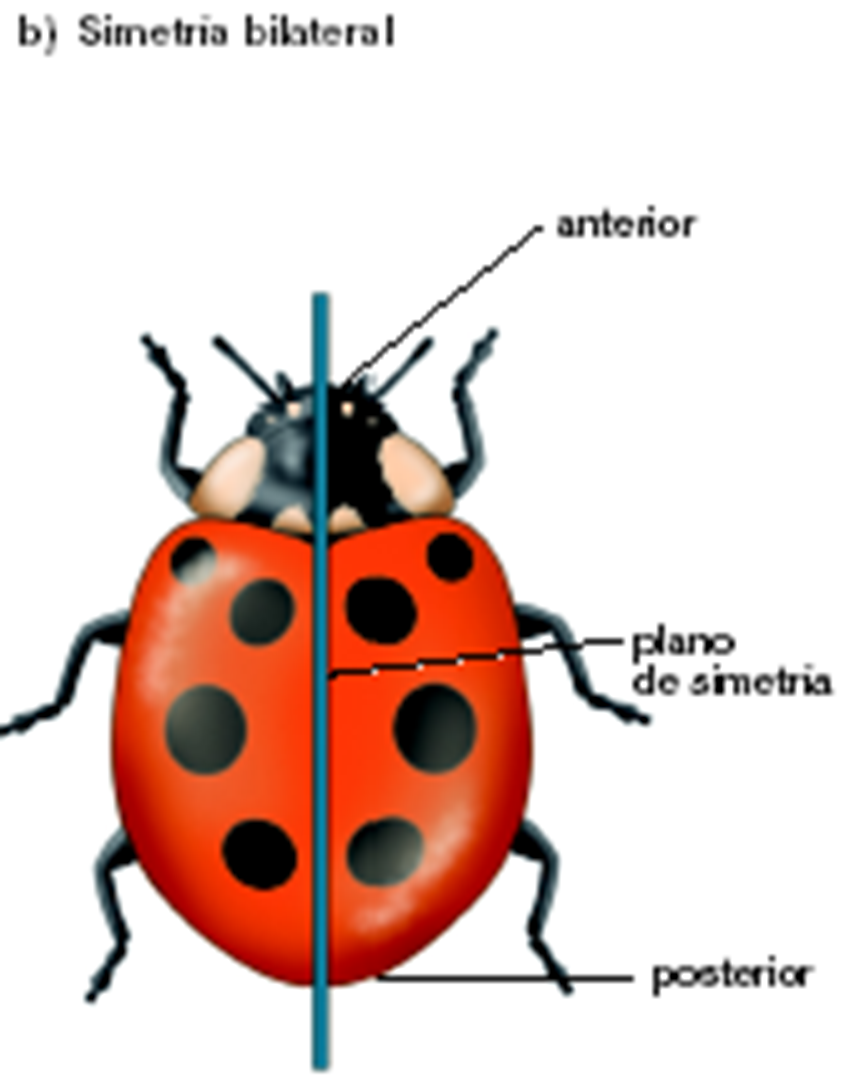 b) Simetria bilateral
anterior
plano
de simetria
posterior